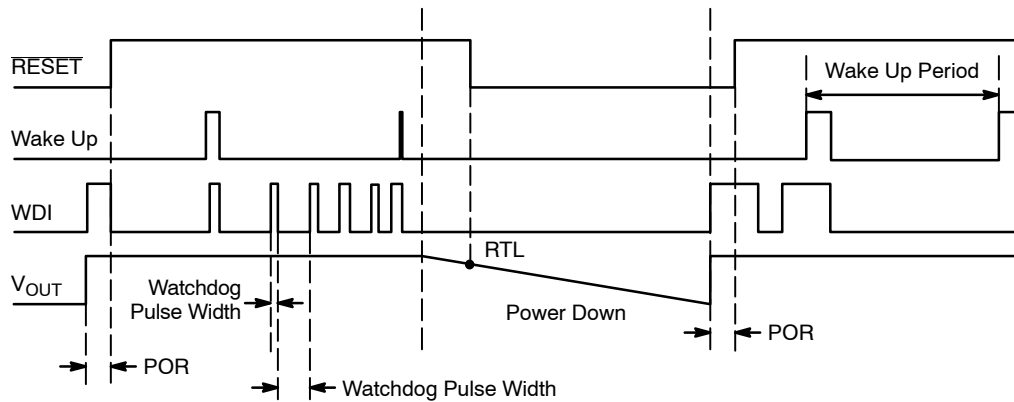 RESET
Wake Up Period
Wake Up
WDI
RTL
VOUT
Watchdog
Pulse Width
Power Down
POR
POR
Watchdog Pulse Width